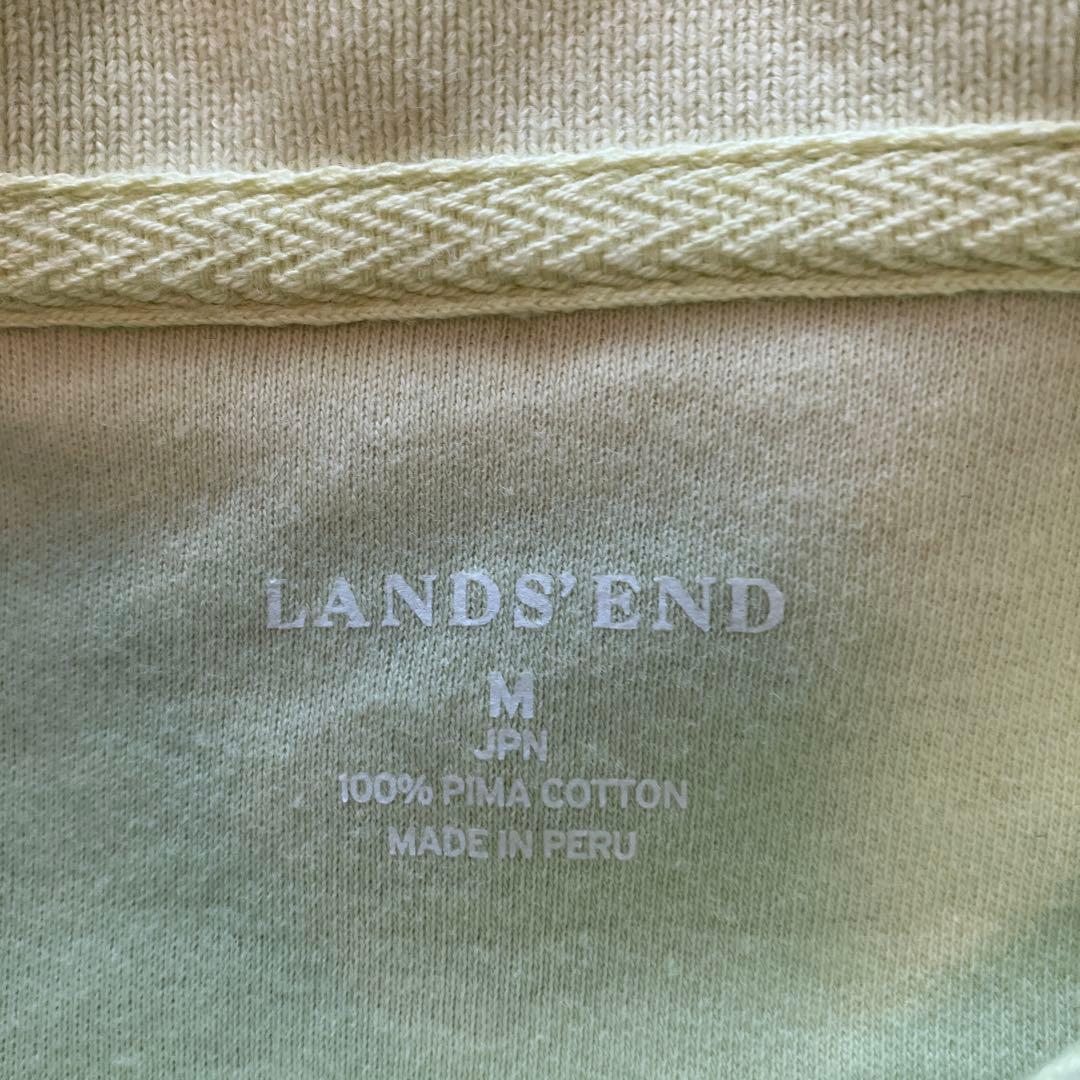 LANDS' END
M
JPN
100% PIMA COTTON
MADE IN PERU